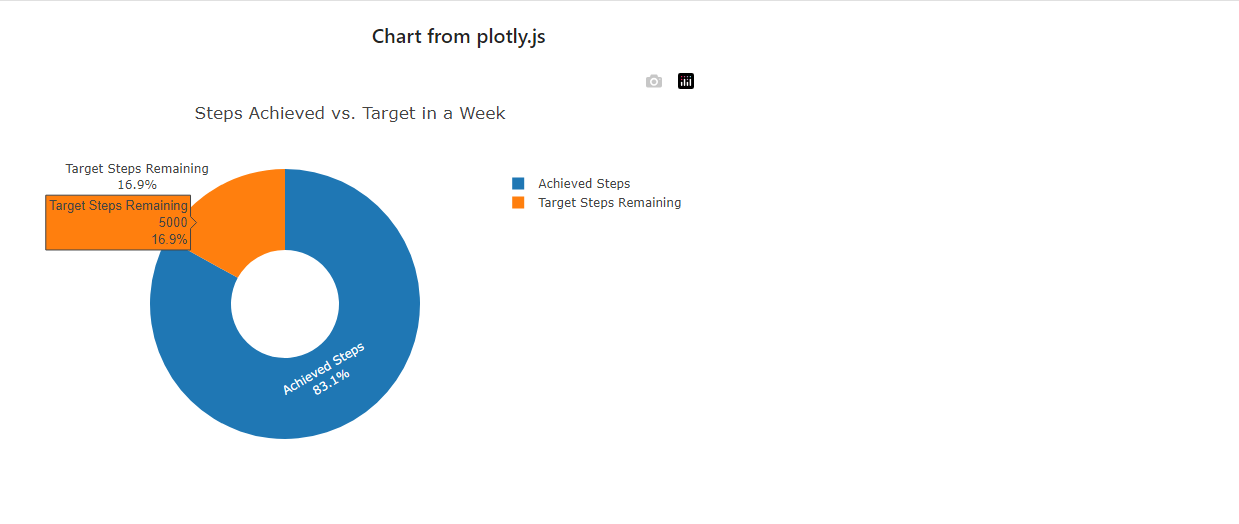 Chart from plotly.js
Steps Achieved vs. Target in a Week
Target Steps Remaining
16.9%
Target Steps Remaining
5000
16.9%
Achieved Steps
Target Steps Remaining
Achieved Steps
83.1%